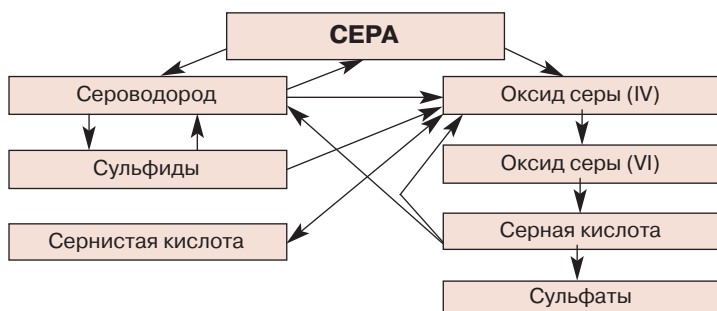 СЕРА
Сероводород
Оксид серы (IV)
Сульфиды
Оксид серы (VI)
Сернистая кислота
Серная кислота
Сульфаты